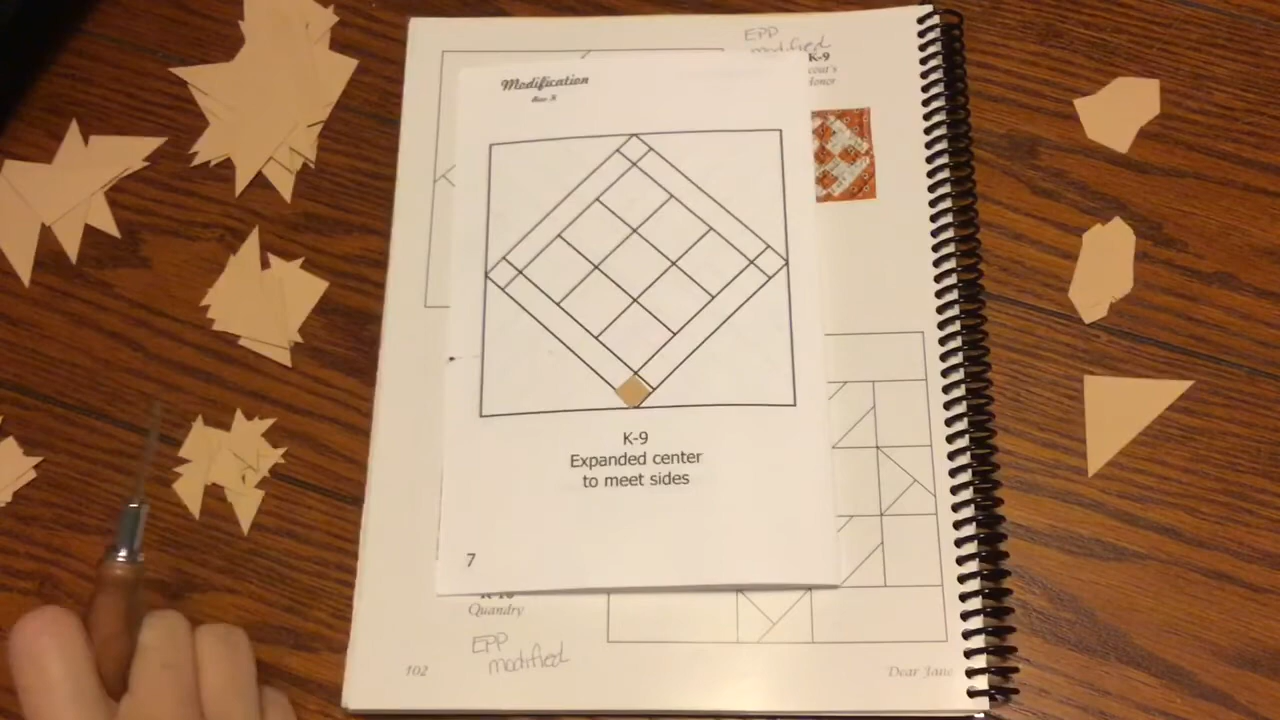 EPP
modified
K-9
Modification
K-9
Expanded center
to meet sides
7
Quandry
EPP
modified
102
Dear Jane